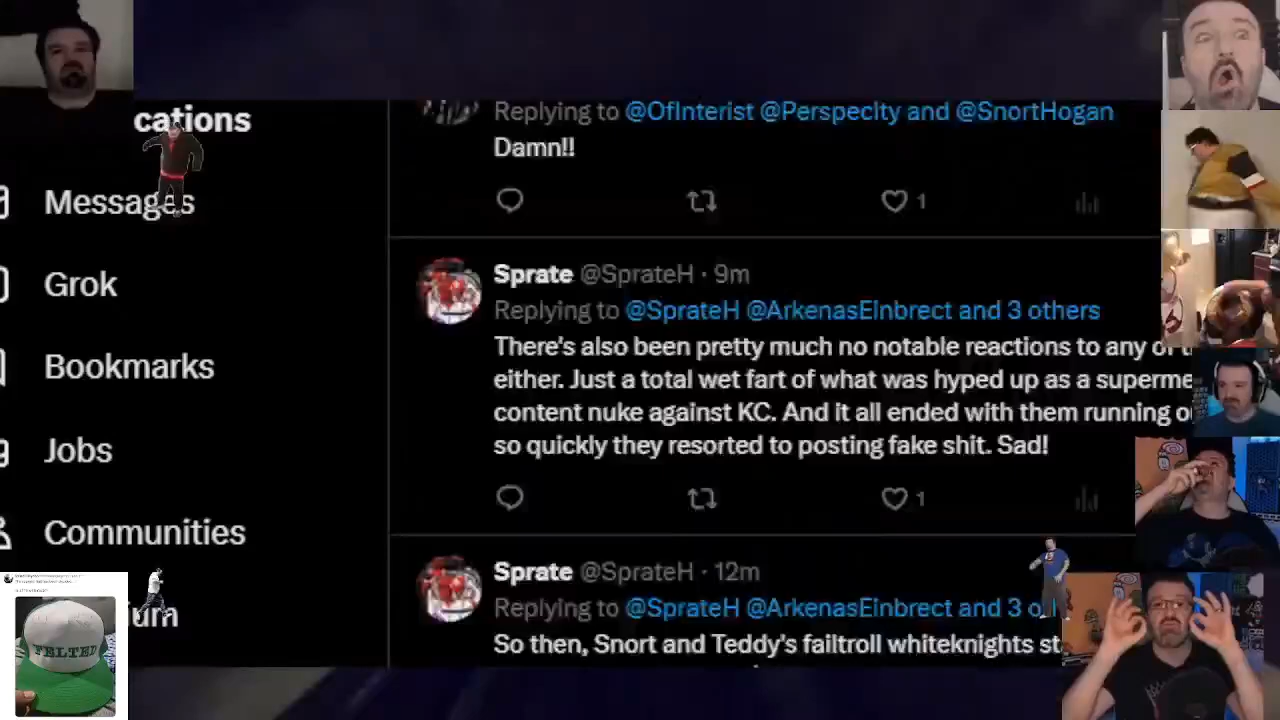 Replying to @OfInterist @Perspecity and @SnortHogan
cations
Damn!!
Messages
1
Sprate @SprateH · 9m
Grok
Replying to @SprateH @ArkenasEinbrect and 3 others
There's also been pretty much no notable reactions to any of
either. Just a total wet fart of what was hyped up as a superme
Bookmarks
content nuke against KC. And it all ended with them running
so quickly they resorted to posting fake shit. Sad!
Jobs
1
Communities
Sprate @SprateH · 12m
Replying to @SprateH @ArkenasEinbrect and 3
ium
So then, Snort and Teddy's failtroll whiteknights st
FELTED